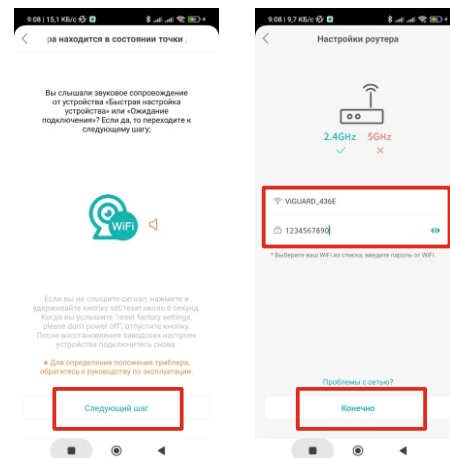 9:08 | 15,1 КБ/с
ра находится в состоянии точки
Вы слышали звуковое сопровождение
от устройства «Быстрая настройка
устройства» или «Ожидание
подключения»? Если да, то переходите к
следующему шагу;
WiFi
Если вы не слышите сигнал, нажмите и
удерживайте кнопку set/reset около 5 секунд.
Когда вы услышите "reset factory settings,
please don't power off", отпустите кнопку.
После восстановления заводских настроек
устройства подключитесь снова.
● Для определения положения тумблера,
обратитесь к руководству по эксплуатации.
Следующий шаг
9:08 | 9,7 КБ/с
Настройки роутера
2.4GHz 5GHz
ViGUARD_436E
1234567890
* Выберите ваш WiFi из списка, введите пароль от WiFi.
Проблемы с сетью?
Конечно